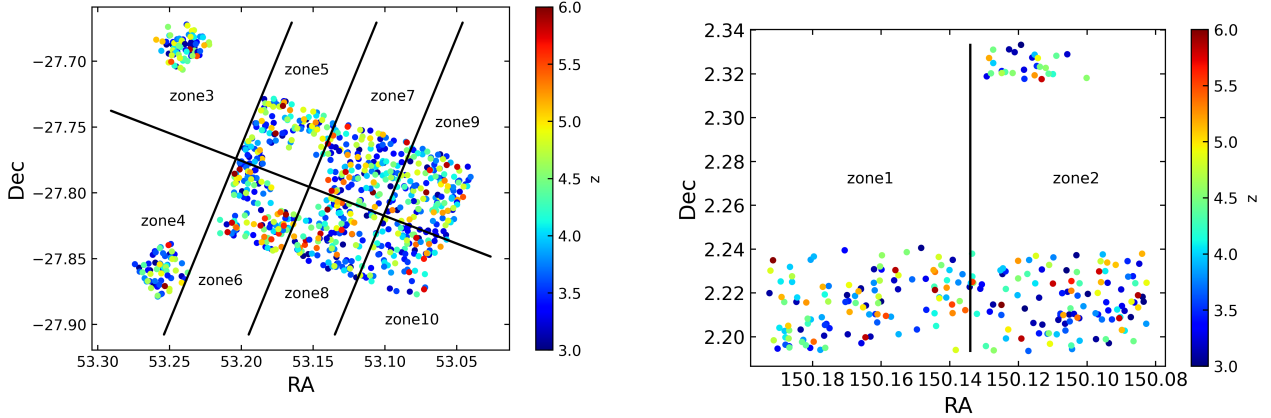 −27.70
−27.75
−27.80
−27.85
−27.90
Dec
53.30 53.25 53.20 53.15 53.10 53.05
RA
zone3
zone5
zone7
zone9
zone4
zone6
zone8
zone10
6.0
5.5
5.0
4.5
4.0
3.5
3.0
z
2.34
2.32
2.30
2.28
2.26
2.24
2.22
2.20
Dec
150.18 150.16 150.14 150.12 150.10 150.08
RA
zone1
zone2
6.0
5.5
5.0
4.5
4.0
3.5
3.0
z